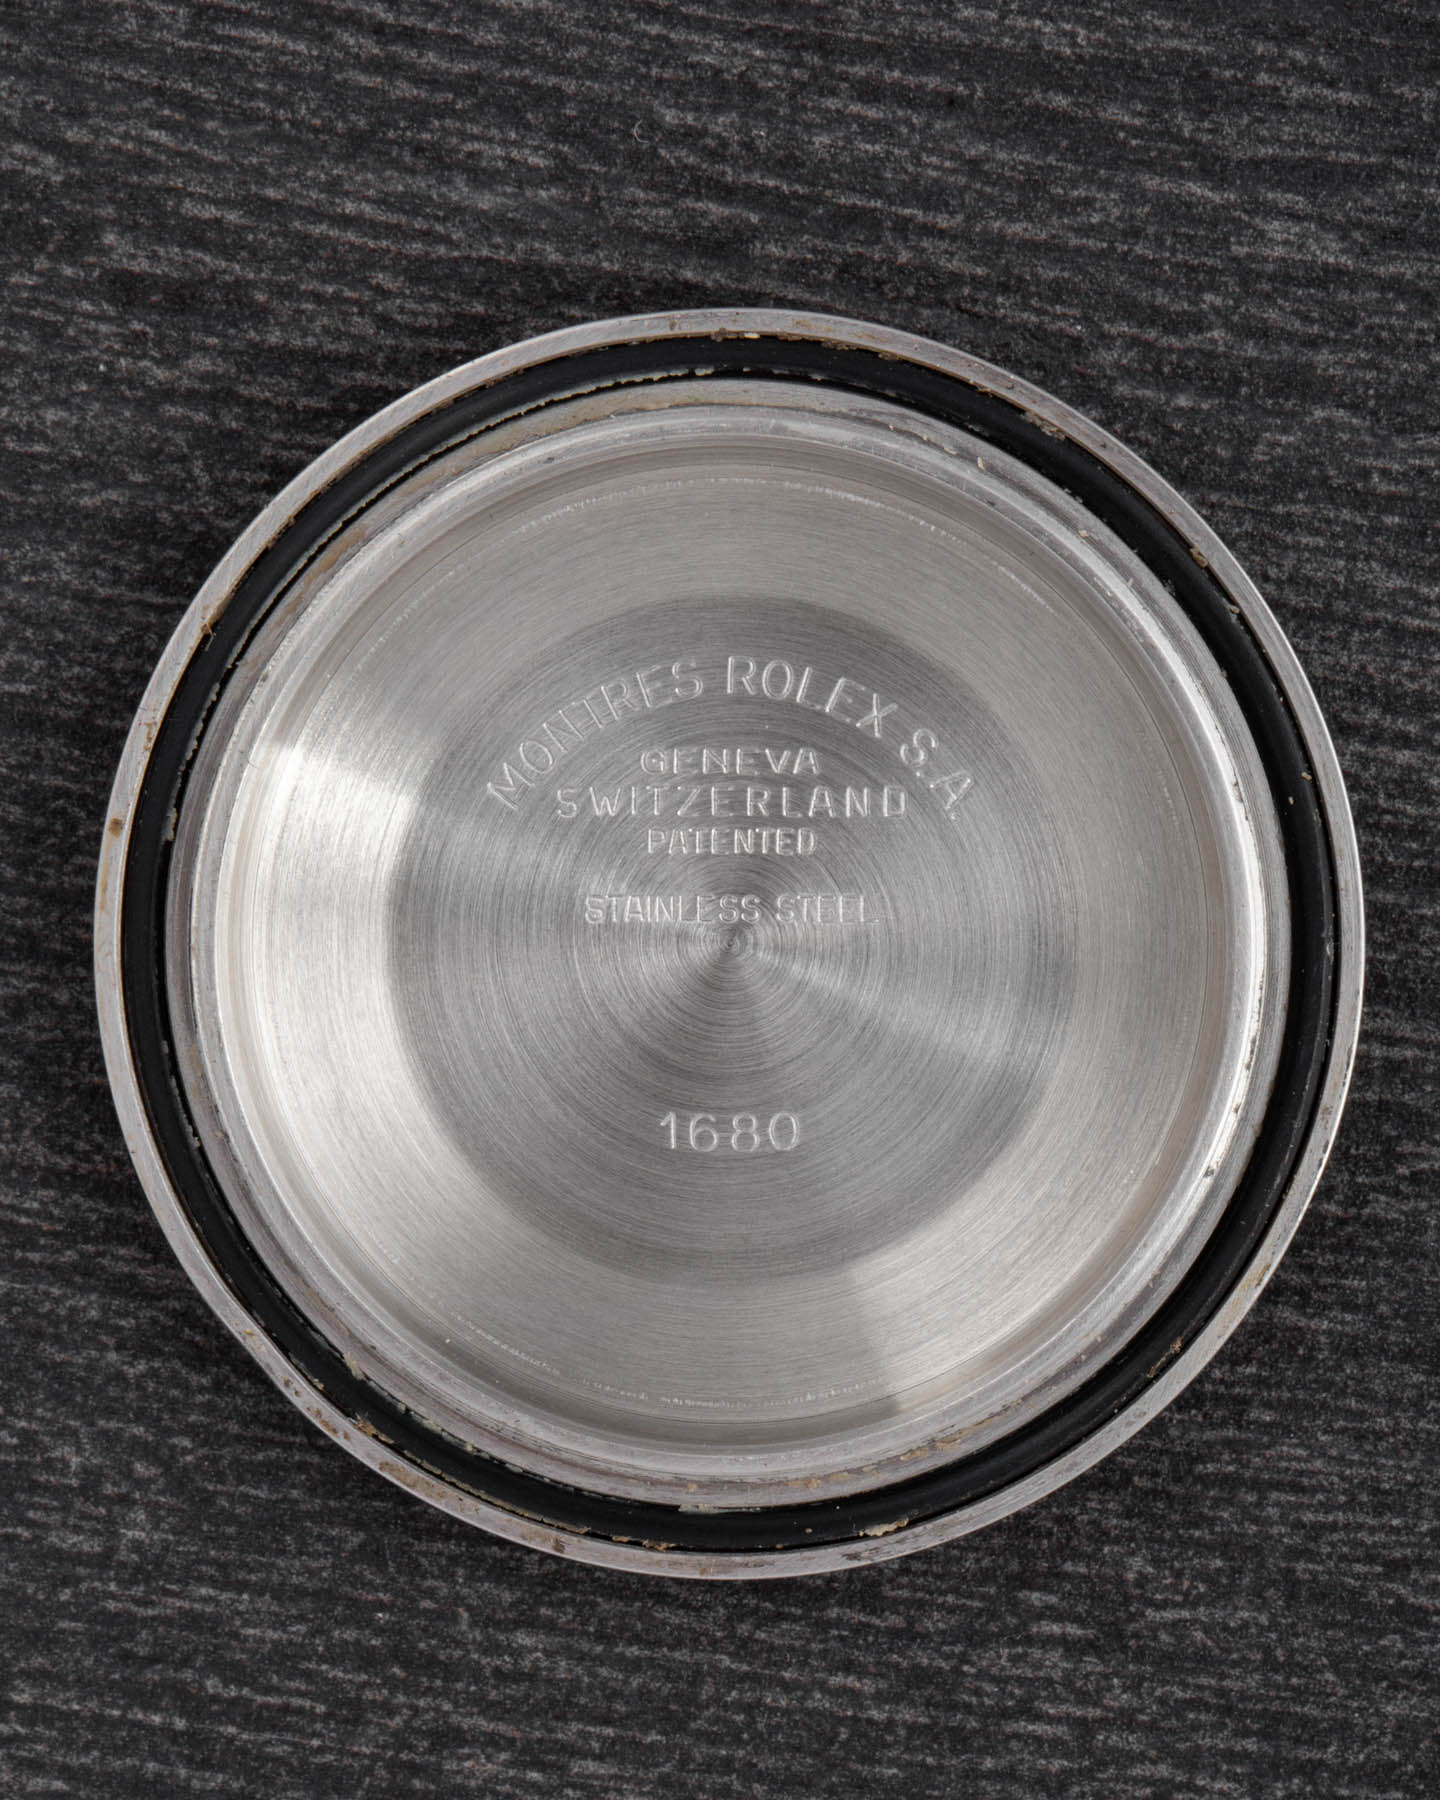 MONTRES ROLEX S.A.
GENEVA
SWITZERLAND
PATENTED
STAINLESS STEEL
1680